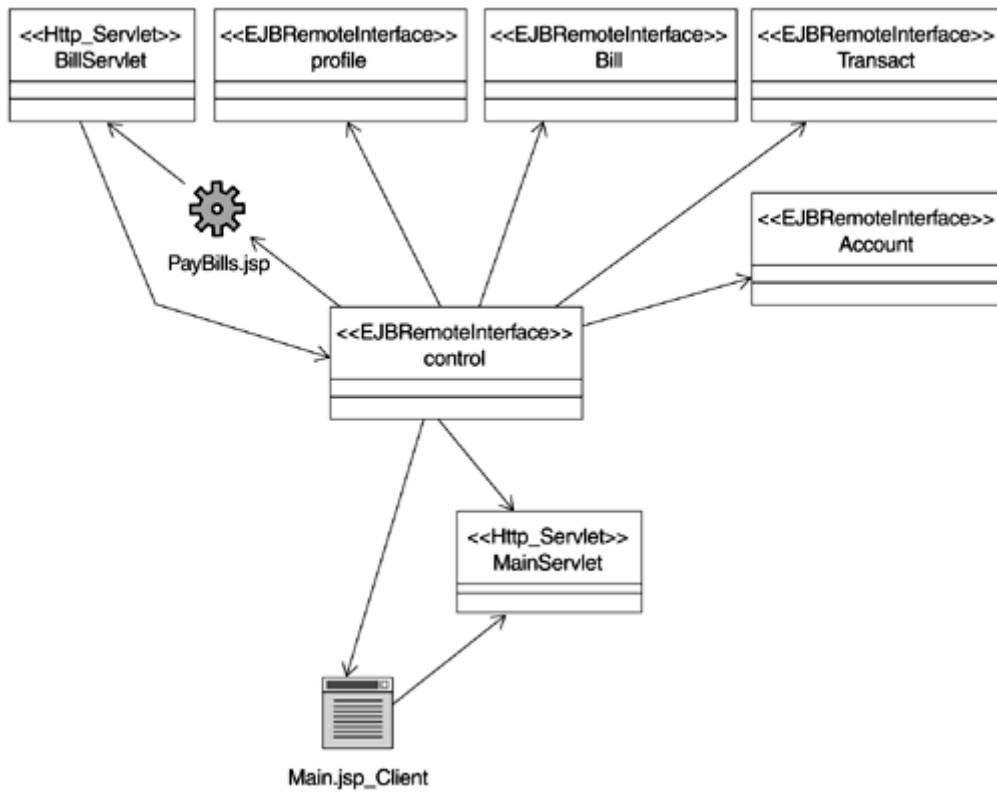 <<Http_Servlet>>
BillServlet
<<EJBRemoteInterface>>
profile
<<EJBRemoteInterface>>
Bill
<<EJBRemoteInterface>>
Transact
<<EJBRemoteInterface>>
Account
PayBills.jsp
<<EJBRemoteInterface>>
control
<<Http_Servlet>>
MainServlet
Main.jsp_Client